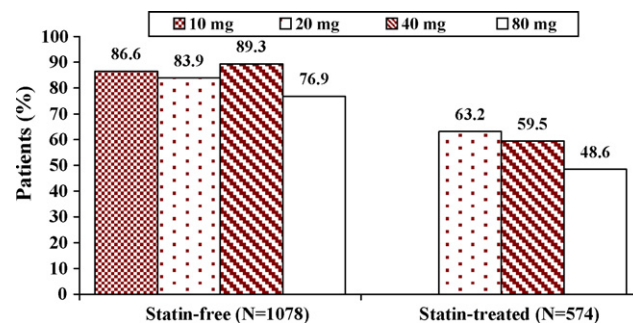 10 mg 20 mg 40 mg 80 mg
Patients (%)
100
90
80
70
60
50
40
30
20
10
0
86.6 83.9 89.3 76.9
63.2 59.5 48.6
Statin-free (N=1078) Statin-treated (N=574)